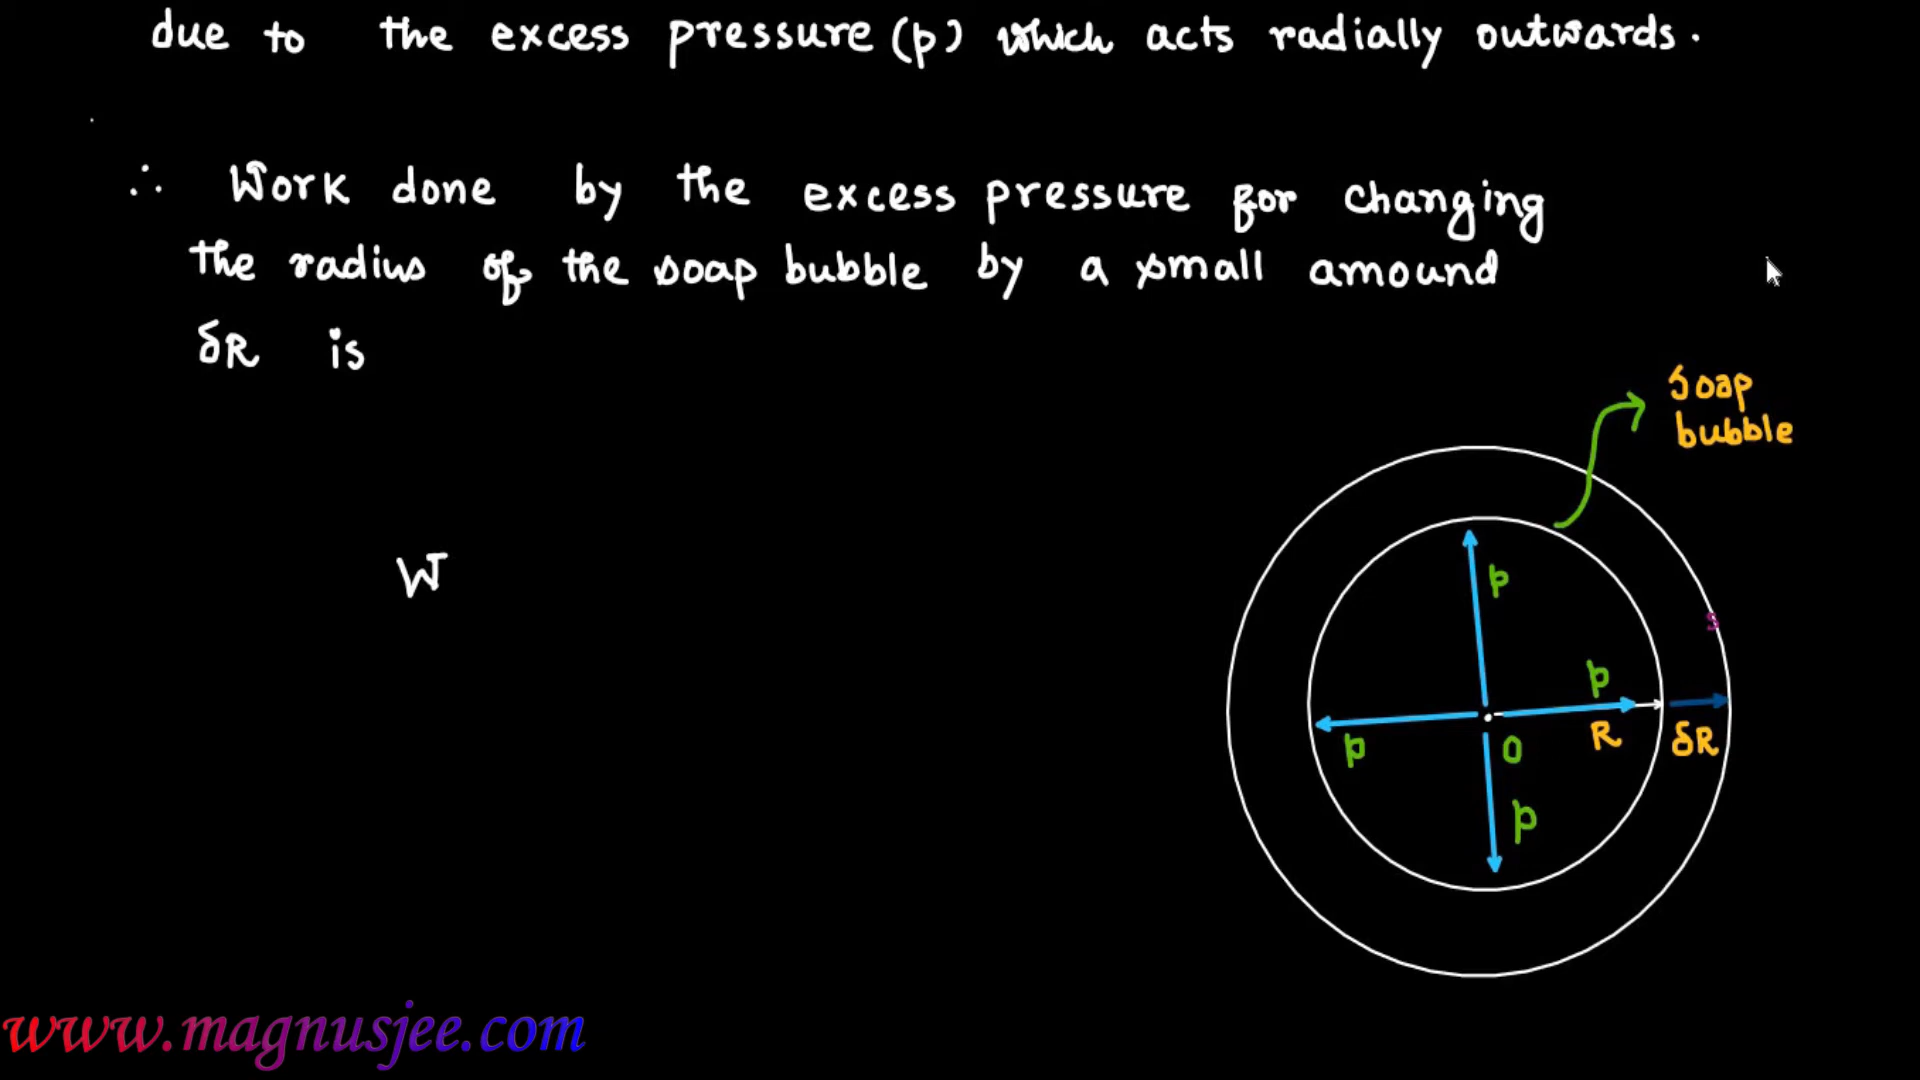 due to the excess pressure (p) which acts radially outwards.
∴ Work done by the excess pressure for changing
the radius of the soap bubble by a small amound
δR is
Soap
bubble
W
p
s
p
R
δR
p
O
p
www.magnusjee.com